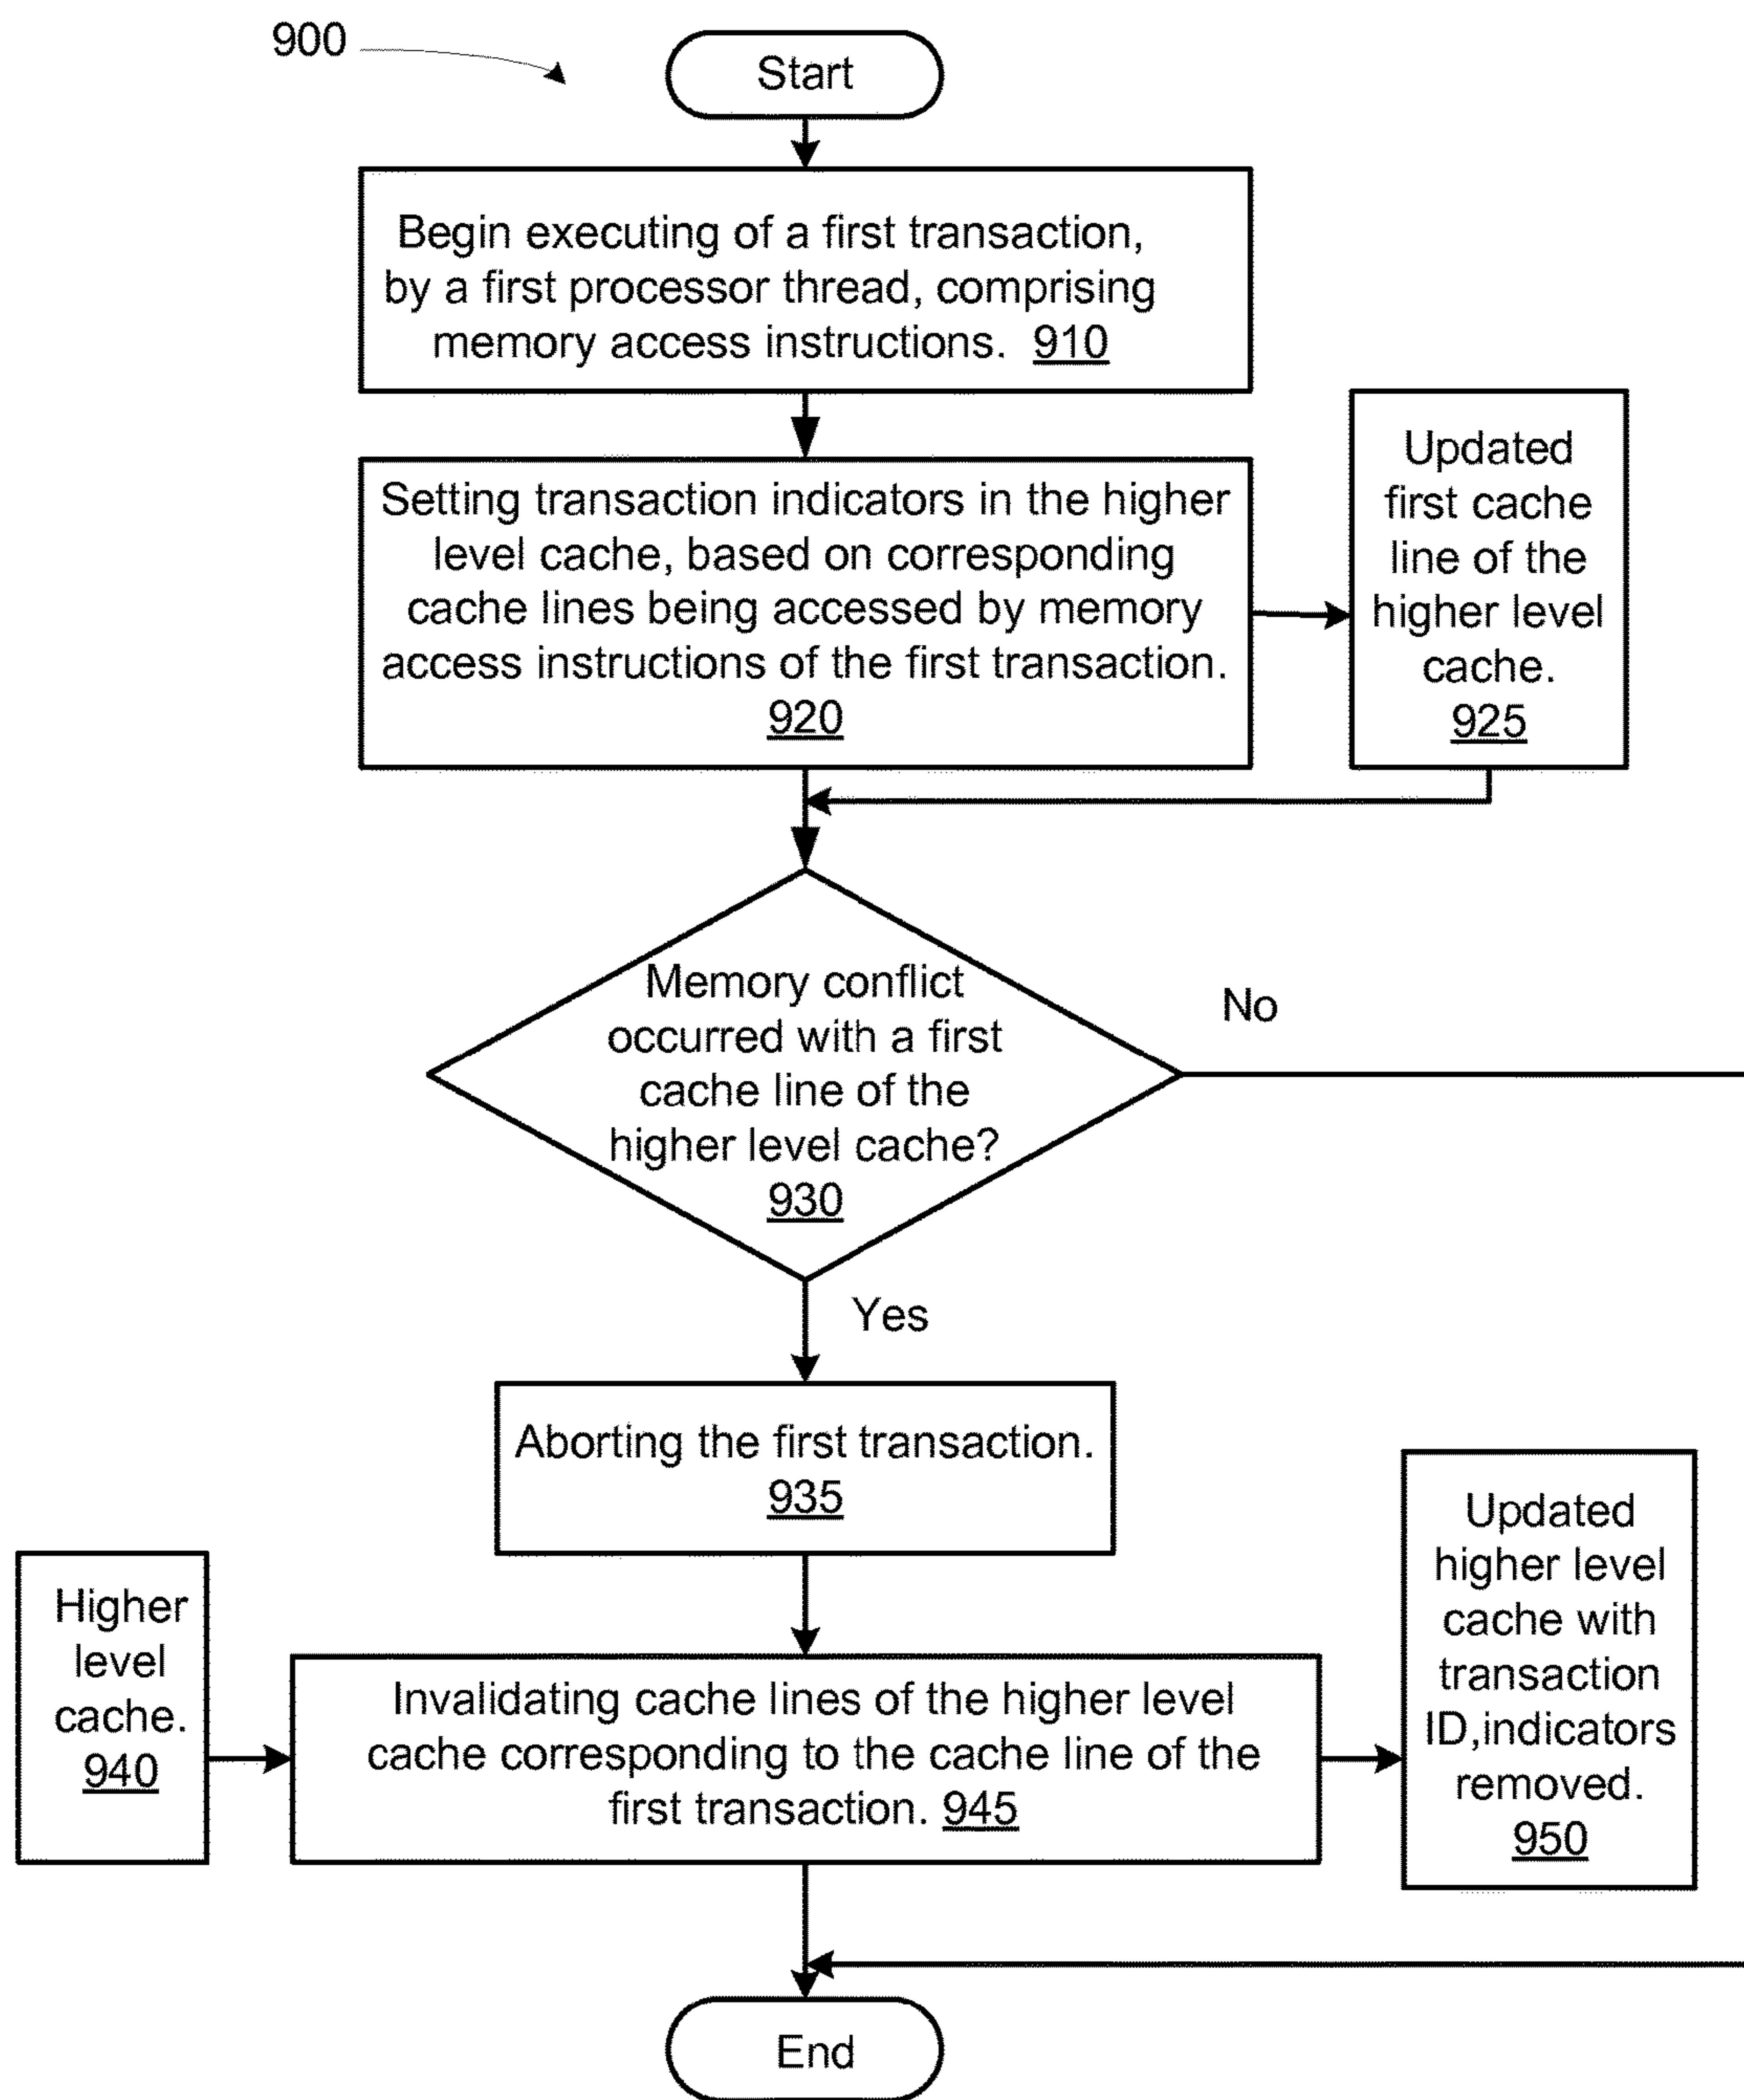 900
Start
Begin executing of a first transaction,
by a first processor thread, comprising
memory access instructions. 910
Setting transaction indicators in the higher
level cache, based on corresponding
cache lines being accessed by memory
access instructions of the first transaction.
920
Updated
first cache
line of the
higher level
cache.
925
Memory conflict
occurred with a first
cache line of the
higher level cache?
930
No
Yes
Aborting the first transaction.
935
Higher
level
cache.
940
Invalidating cache lines of the higher level
cache corresponding to the cache line of the
first transaction. 945
Updated
higher level
cache with
transaction
ID,indicators
removed.
950
End